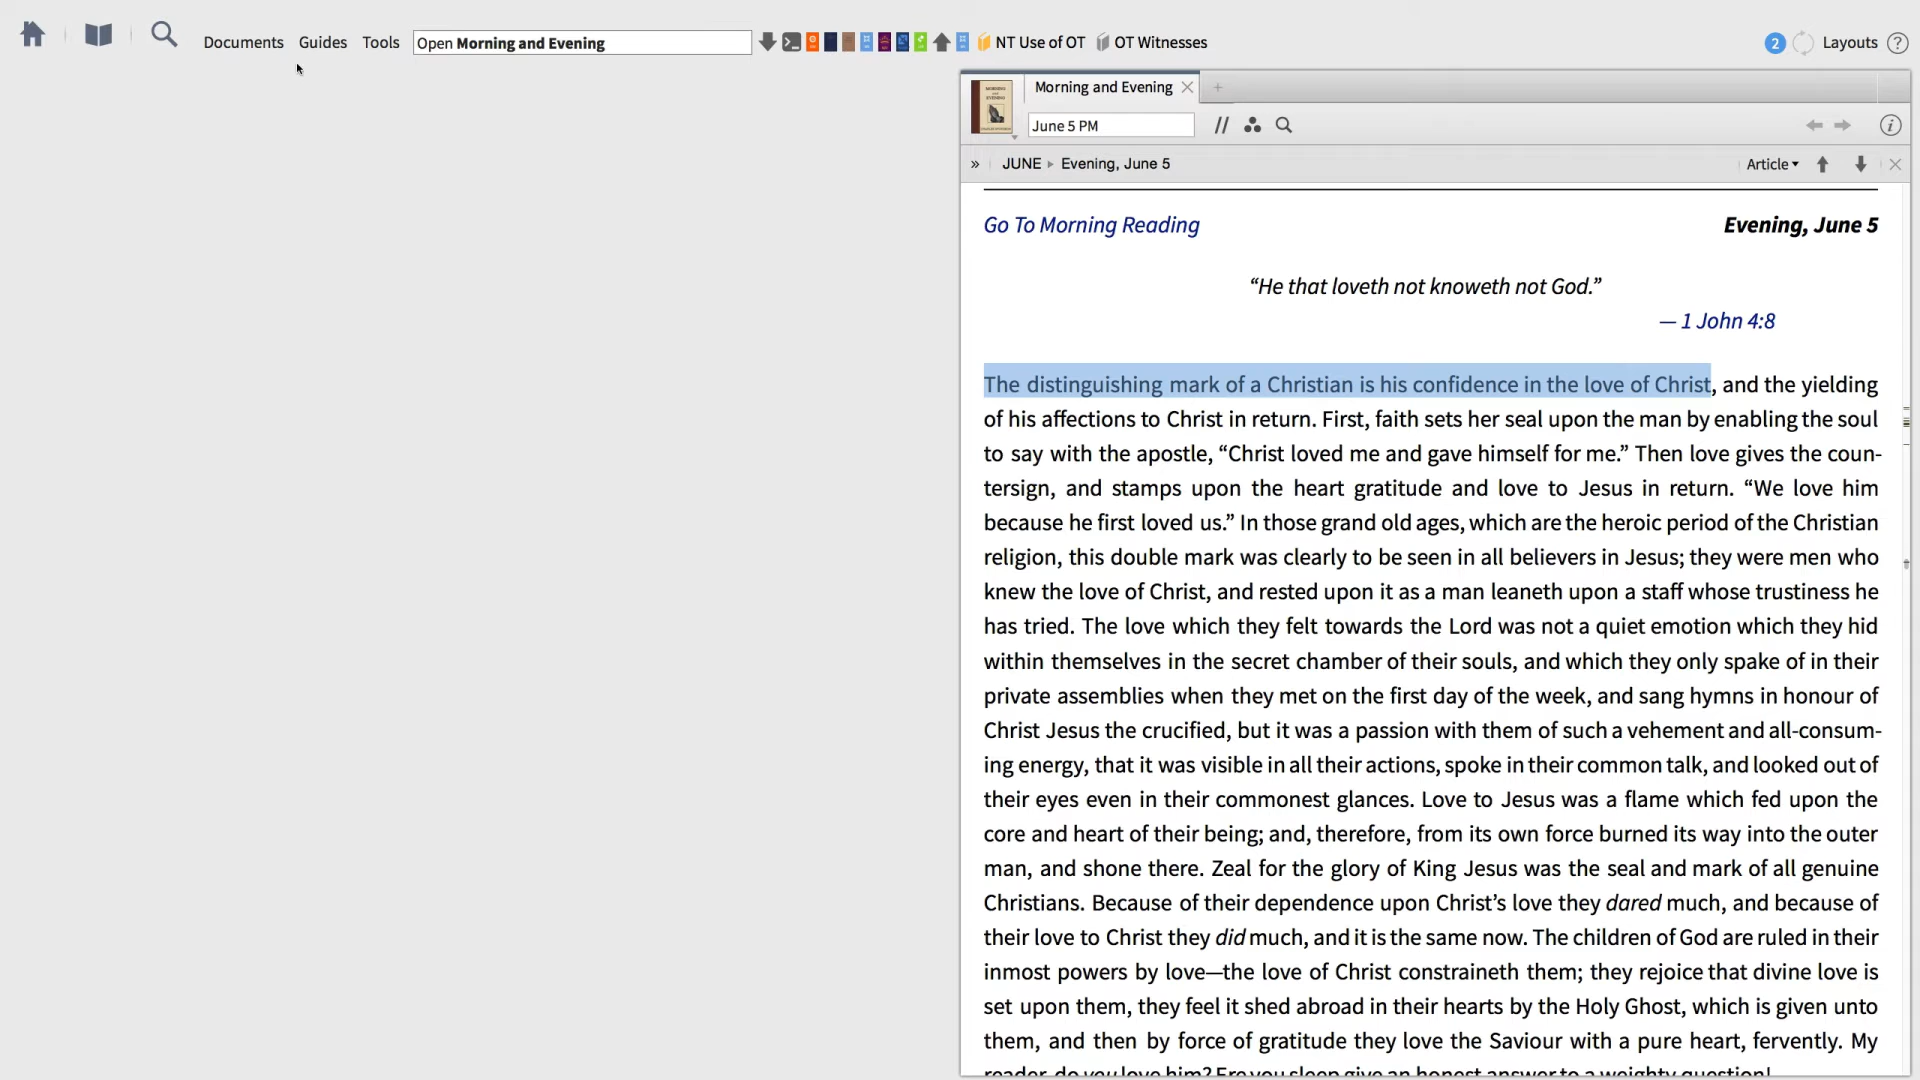 Documents Guides Tools Open Morning and Evening NT Use of OT OT Witnesses 2 Layouts ?
Morning and Evening
June 5 PM
» JUNE ▸ Evening, June 5 Article
Go To Morning Reading Evening, June 5
“He that loveth not knoweth not God.”
— 1 John 4:8
The distinguishing mark of a Christian is his confidence in the love of Christ, and the yielding
of his affections to Christ in return. First, faith sets her seal upon the man by enabling the soul
to say with the apostle, “Christ loved me and gave himself for me.” Then love gives the coun-
tersign, and stamps upon the heart gratitude and love to Jesus in return. “We love him
because he first loved us.” In those grand old ages, which are the heroic period of the Christian
religion, this double mark was clearly to be seen in all believers in Jesus; they were men who
knew the love of Christ, and rested upon it as a man leaneth upon a staff whose trustiness he
has tried. The love which they felt towards the Lord was not a quiet emotion which they hid
within themselves in the secret chamber of their souls, and which they only spake of in their
private assemblies when they met on the first day of the week, and sang hymns in honour of
Christ Jesus the crucified, but it was a passion with them of such a vehement and all-consum-
ing energy, that it was visible in all their actions, spoke in their common talk, and looked out of
their eyes even in their commonest glances. Love to Jesus was a flame which fed upon the
core and heart of their being; and, therefore, from its own force burned its way into the outer
man, and shone there. Zeal for the glory of King Jesus was the seal and mark of all genuine
Christians. Because of their dependence upon Christ’s love they dared much, and because of
their love to Christ they did much, and it is the same now. The children of God are ruled in their
inmost powers by love—the love of Christ constraineth them; they rejoice that divine love is
set upon them, they feel it shed abroad in their hearts by the Holy Ghost, which is given unto
them, and then by force of gratitude they love the Saviour with a pure heart, fervently. My
reader, do you love him? Ere you sleep give an honest answer to a weighty question!